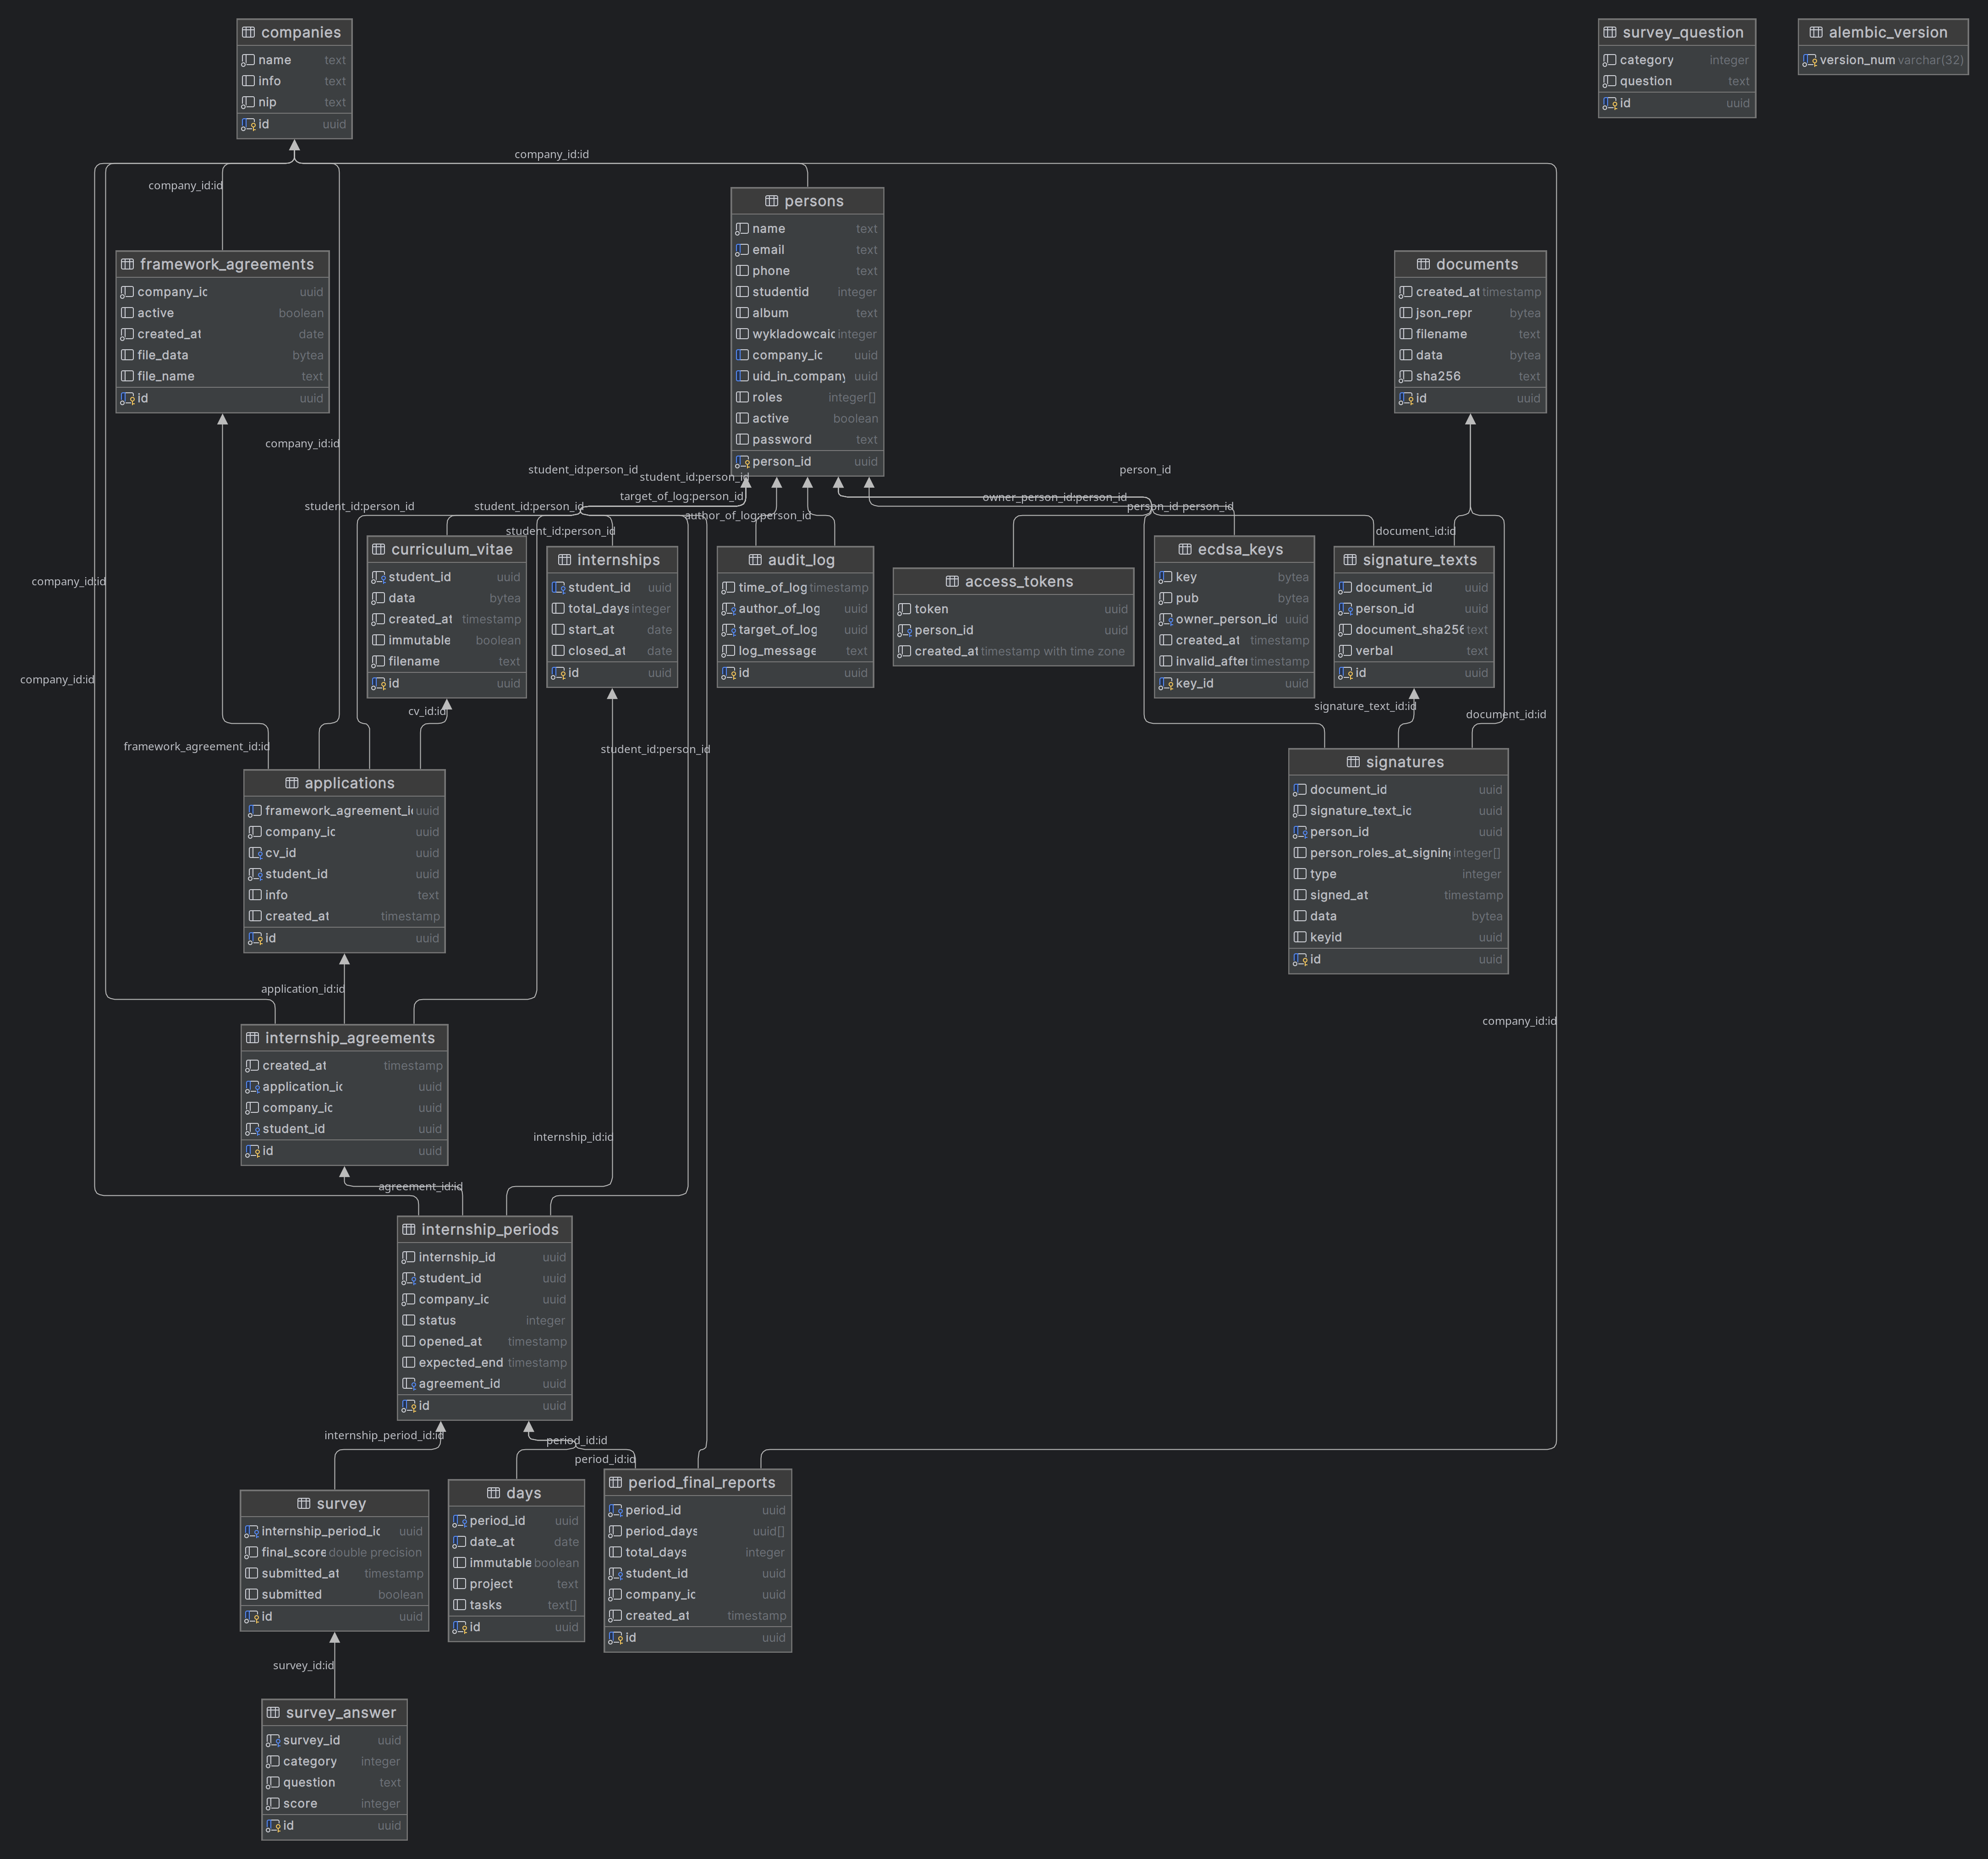 companies
name text
info text
nip text
id uuid
survey_question
category integer
question text
id uuid
alembic_version
version_num varchar(32)
company_id:id
company_id:id
persons
name text
email text
phone text
studentid integer
album text
wykladowcaic integer
company_ic uuid
uid_in_company uuid
roles integer[]
active boolean
password text
person_id uuid
framework_agreements
company_ic uuid
active boolean
created_at date
file_data bytea
file_name text
id uuid
documents
created_at timestamp
json_repr bytea
filename text
data bytea
sha256 text
id uuid
company_id:id
student_id:person_id
student_id:person_id
person_id
target_of_log:person_id
owner_person_id:person_id
student_id:person_id
student_id:person_id
person_id:person_id
author_of_log:person_id
student_id:person_id
document_id:id
curriculum_vitae
student_id uuid
data bytea
created_at timestamp
immutable boolean
filename text
id uuid
internships
student_id uuid
total_days integer
start_at date
closed_at date
id uuid
audit_log
time_of_log timestamp
author_of_log uuid
target_of_log uuid
log_message text
id uuid
access_tokens
token uuid
person_id uuid
created_at timestamp with time zone
ecdsa_keys
key bytea
pub bytea
owner_person_id uuid
created_at timestamp
invalid_after timestamp
key_id uuid
signature_texts
document_id uuid
person_id uuid
document_sha256 text
verbal text
id uuid
company_id:id
company_id:id
cv_id:id
signature_text_id:id
document_id:id
framework_agreement_id:id
student_id:person_id
applications
framework_agreement_id uuid
company_ic uuid
cv_id uuid
student_id uuid
info text
created_at timestamp
id uuid
signatures
document_id uuid
signature_text_ic uuid
person_id uuid
person_roles_at_signing integer[]
type integer
signed_at timestamp
data bytea
keyid uuid
id uuid
application_id:id
company_id:id
internship_agreements
created_at timestamp
application_ic uuid
company_ic uuid
student_id uuid
id uuid
internship_id:id
agreement_id:id
internship_periods
internship_id uuid
student_id uuid
company_ic uuid
status integer
opened_at timestamp
expected_end timestamp
agreement_id uuid
id uuid
internship_period_id:id
period_id:id
period_id:id
survey
internship_period_ic uuid
final_score double precision
submitted_at timestamp
submitted boolean
id uuid
days
period_id uuid
date_at date
immutable boolean
project text
tasks text[]
id uuid
period_final_reports
period_id uuid
period_days uuid[]
total_days integer
student_id uuid
company_ic uuid
created_at timestamp
id uuid
survey_id:id
survey_answer
survey_id uuid
category integer
question text
score integer
id uuid